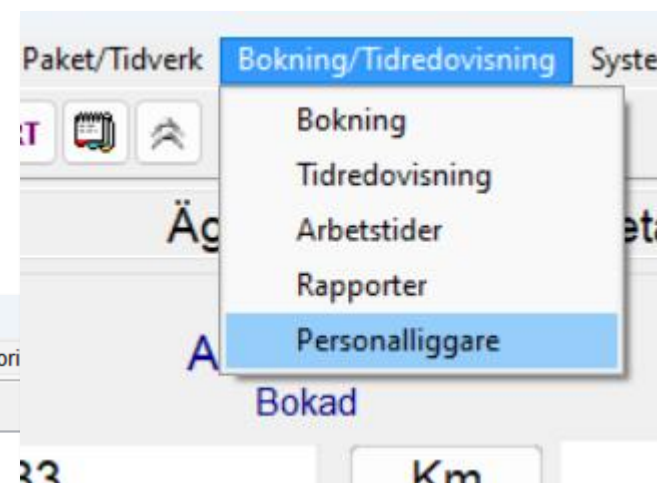 Paket/Tidverk Bokning/Tidredovisning
Bokning
Tidredovisning
Arbetstider
Rapporter
Personalliggare
Bokad
Km